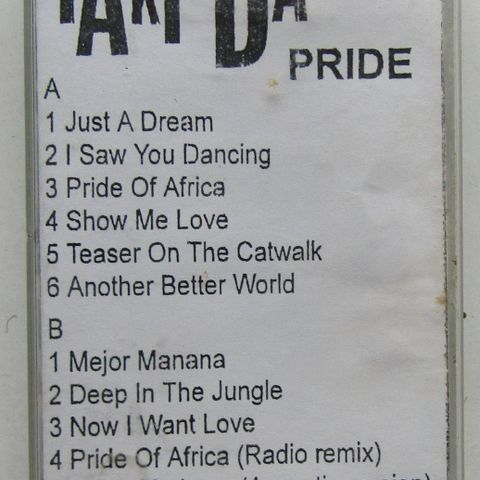 PRIDE
A
1 Just A Dream
2 I Saw You Dancing
3 Pride Of Africa
4 Show Me Love
5 Teaser On The Catwalk
6 Another Better World
B
1 Mejor Manana
2 Deep In The Jungle
3 Now I Want Love
4 Pride Of Africa (Radio remix)